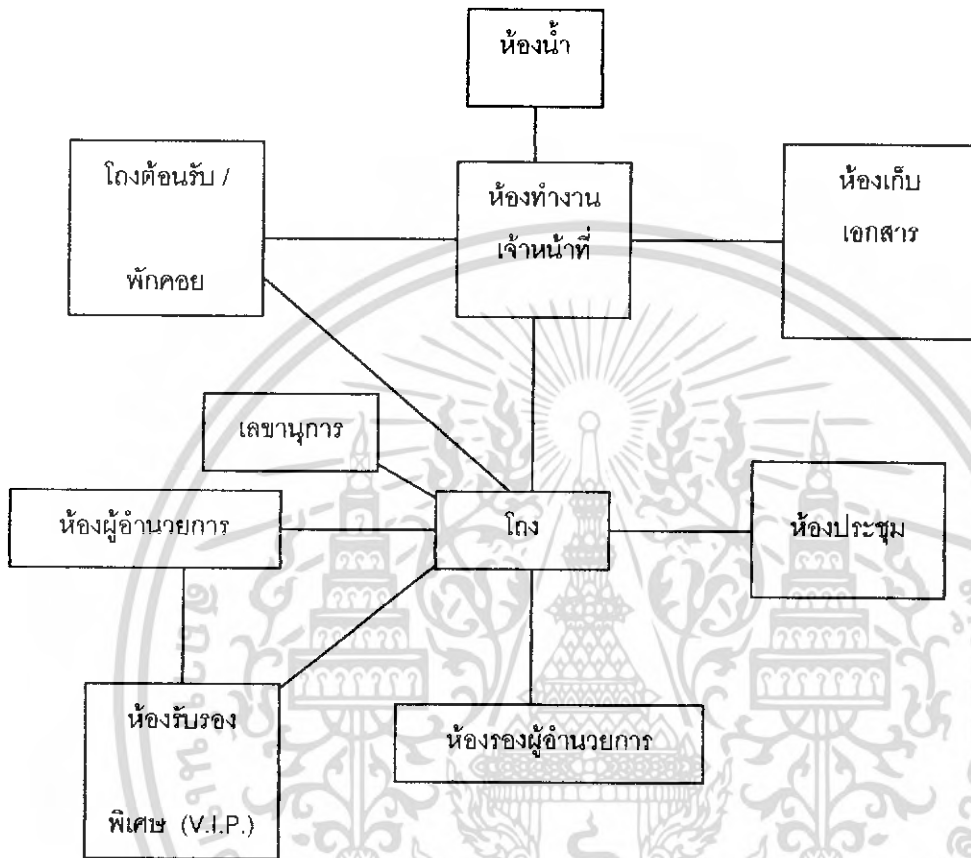 ห้องน้ำ
โถงต้อนรับ /
พักคอย
ห้องทำงาน
เจ้าหน้าที่
ห้องเก็บ
เอกสาร
เลขานุการ
ห้องผู้อำนวยการ
โถง
ห้องประชุม
ห้องรับรอง
พิเศษ (V.I.P.)
ห้องรองผู้อำนวยการ